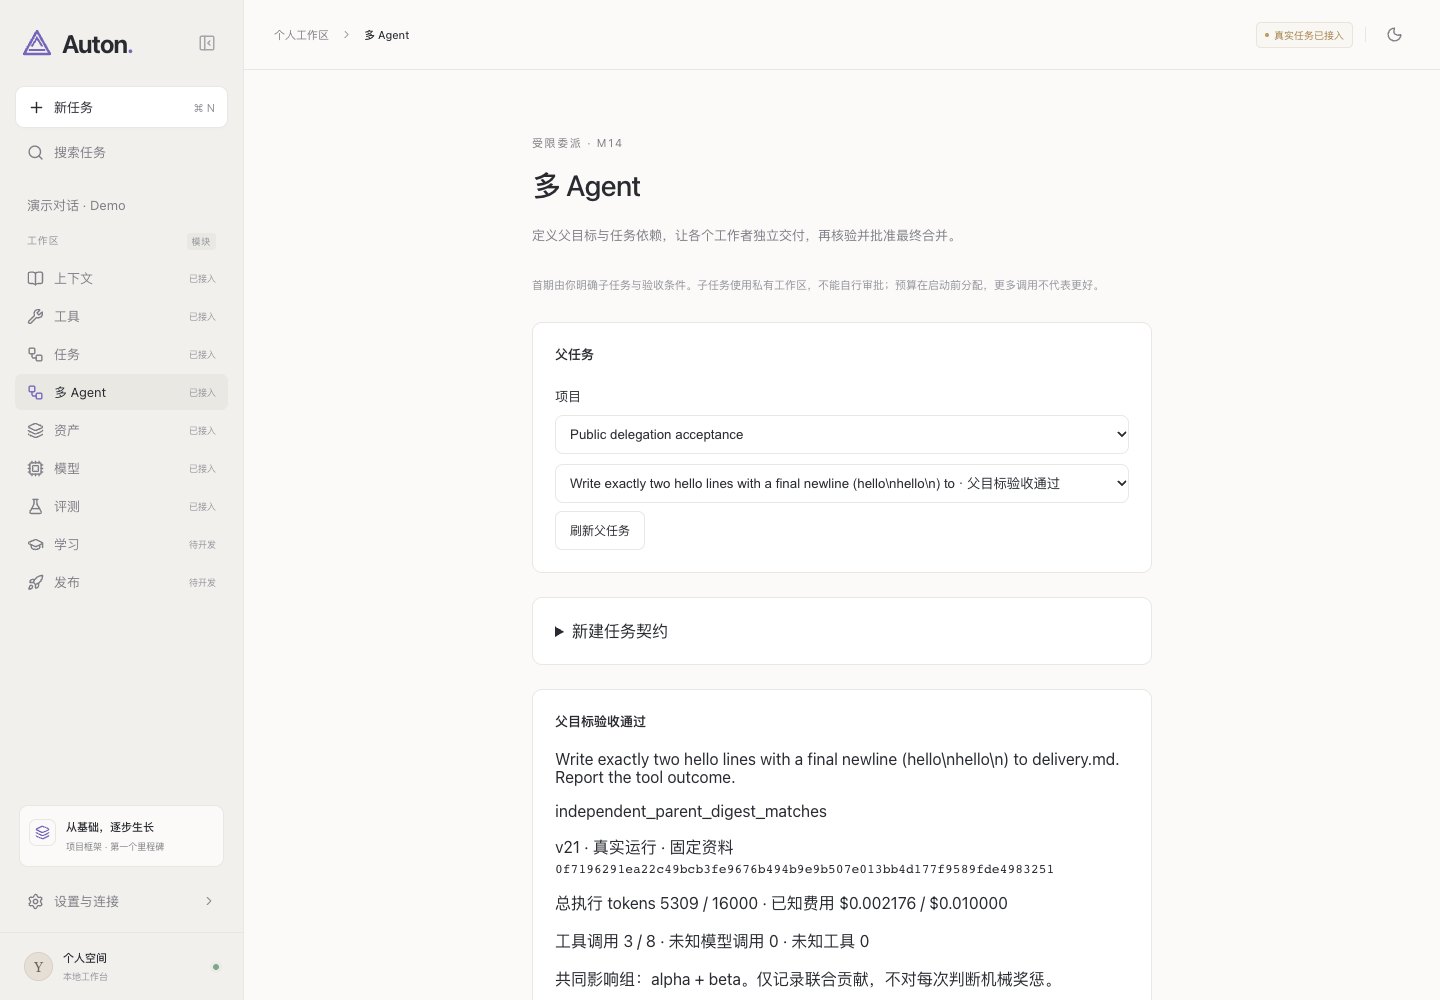 Auton.
新任务 ⌘ N
搜索任务
演示对话 · Demo
工作区 模块
上下文 已接入
工具 已接入
任务 已接入
多 Agent 已接入
资产 已接入
模型 已接入
评测 已接入
学习 待开发
发布 待开发
从基础，逐步生长
项目框架 · 第一个里程碑
设置与连接
Y
个人空间
本地工作台
个人工作区 多 Agent
真实任务已接入
受限委派 · M14
多 Agent
定义父目标与任务依赖，让各个工作者独立交付，再核验并批准最终合并。
首期由你明确子任务与验收条件。子任务使用私有工作区，不能自行审批；预算在启动前分配，更多调用不代表更好。
父任务
项目
Public delegation acceptance
Write exactly two hello lines with a final newline (hello\nhello\n) to · 父目标验收通过
刷新父任务
新建任务契约
父目标验收通过
Write exactly two hello lines with a final newline (hello\nhello\n) to delivery.md.
Report the tool outcome.
independent_parent_digest_matches
v21 · 真实运行 · 固定资料
0f7196291ea22c49bcb3fe9676b494b9e9b507e013bb4d177f9589fde4983251
总执行 tokens 5309 / 16000 · 已知费用 $0.002176 / $0.010000
工具调用 3 / 8 · 未知模型调用 0 · 未知工具 0
共同影响组：alpha + beta。仅记录联合贡献，不对每次判断机械奖惩。